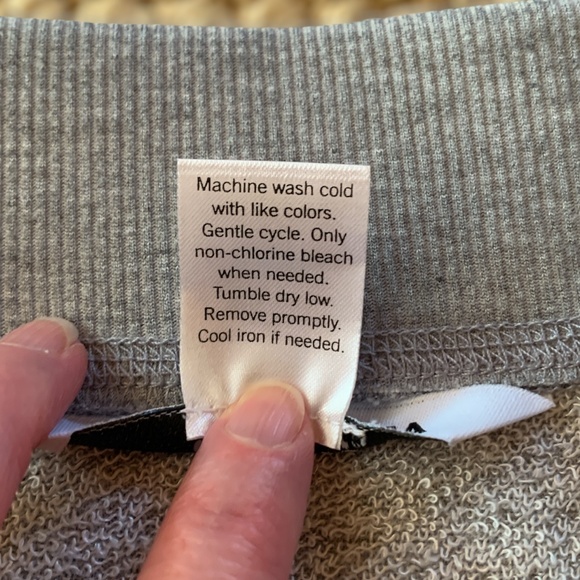 Machine wash cold
with like colors.
Gentle cycle. Only
non-chlorine bleach
when needed.
Tumble dry low.
Remove promptly.
Cool iron if needed.